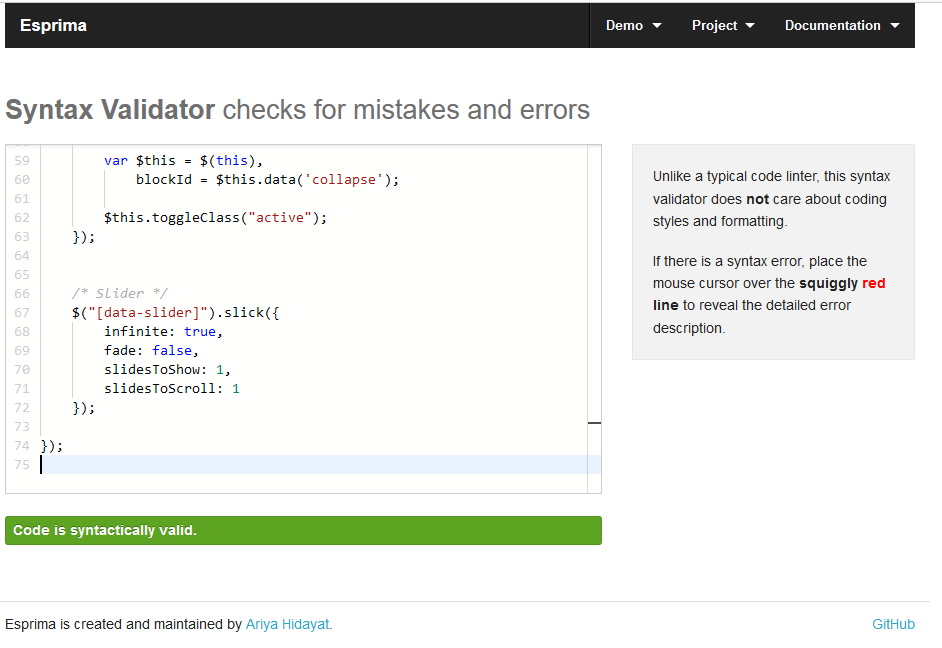 Esprima
Demo Project Documentation
Syntax Validator checks for mistakes and errors
59 var $this = $(this),
60 blockId = $this.data('collapse');
61
62 $this.toggleClass("active");
63 });
64
65
66 /* Slider */
67 $("[data-slider]").slick({
68 infinite: true,
69 fade: false,
70 slidesToShow: 1,
71 slidesToScroll: 1
72 });
73
74 });
75
Code is syntactically valid.
Unlike a typical code linter, this syntax
validator does not care about coding
styles and formatting.
If there is a syntax error, place the
mouse cursor over the squiggly red
line to reveal the detailed error
description.
Esprima is created and maintained by Ariya Hidayat.
GitHub